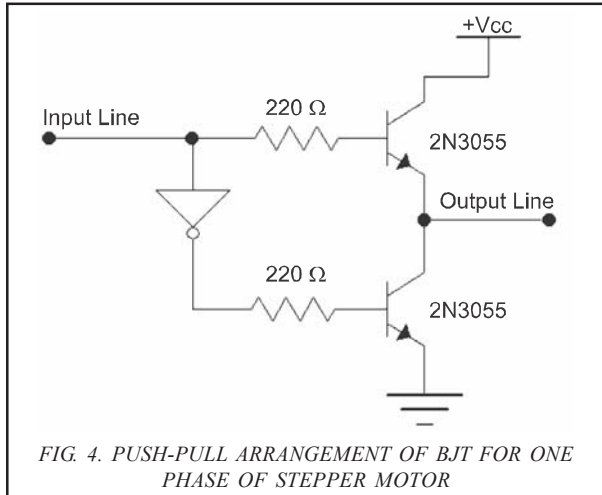 +Vcc
220 Ω
Input Line
2N3055
Output Line
220 Ω
2N3055
FIG. 4. PUSH-PULL ARRANGEMENT OF BJT FOR ONE
PHASE OF STEPPER MOTOR